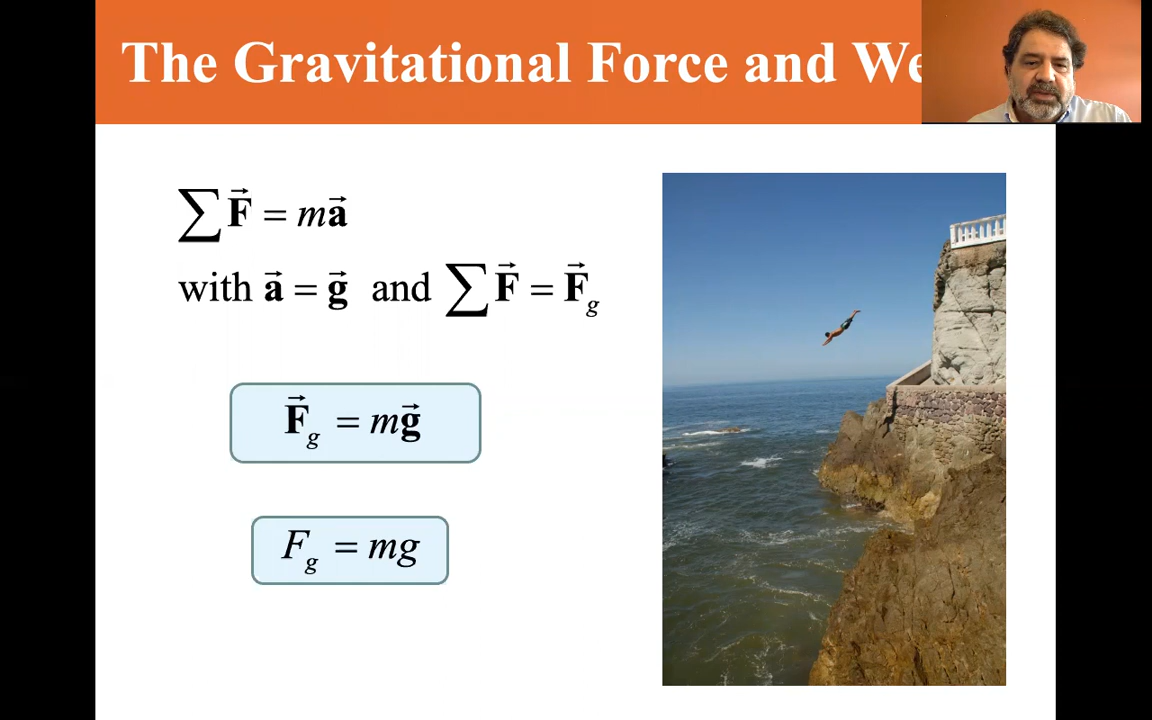 The Gravitational Force and We
∑F⃗ = ma⃗
with a⃗ = g⃗ and ∑F⃗ = F⃗g
F⃗g = mg⃗
Fg = mg